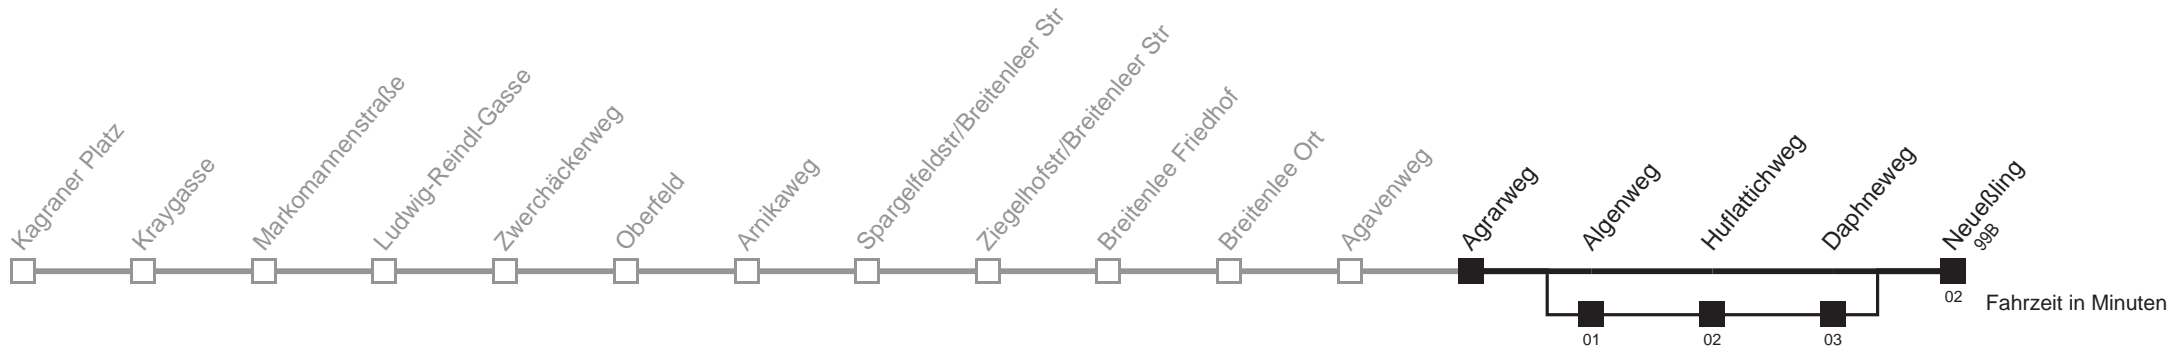 Kagraner Platz
Kraygasse
Markomannenstraße
Ludwig-Reindl-Gasse
Zwerchäckerweg
Oberfeld
Arnikaweg
Spargelfeldstr/Breitenleer Str
Ziegelhofstr/Breitenleer Str
Breitenlee Friedhof
Breitenlee Ort
Agavenweg
Agrarweg
Algenweg
Huflattichweg
Daphneweg
Neueßling
99B
02
Fahrzeit in Minuten
01
02
03